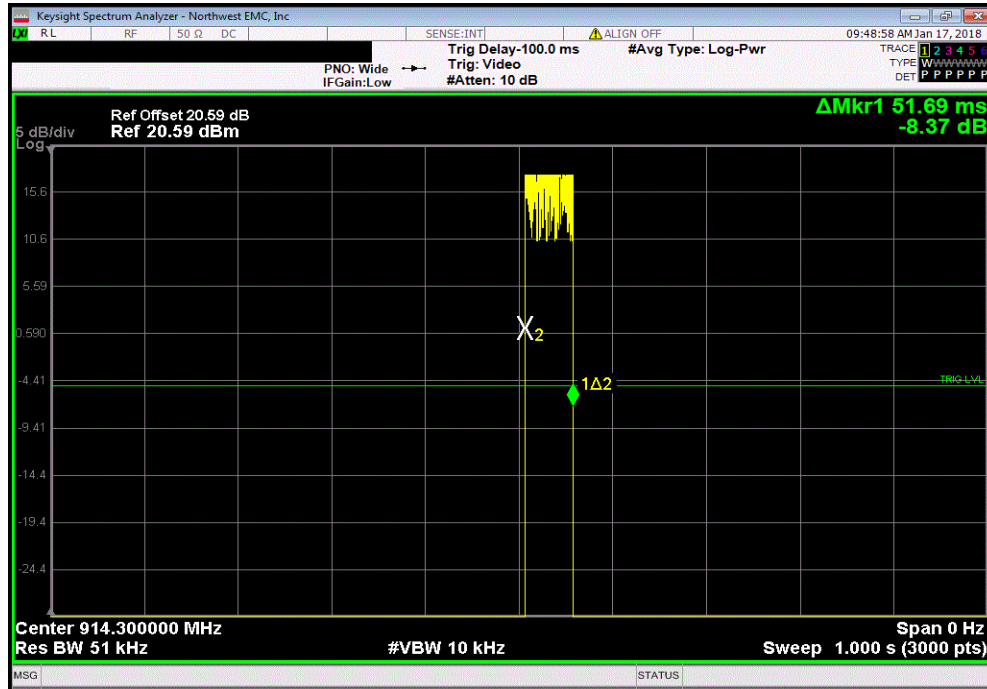 Keysight Spectrum Analyzer - Northwest EMC, Inc
LXI RL RF 50 Ω DC SENSE:INT ALIGN OFF 09:48:58 AM Jan 17, 2018
Trig Delay-100.0 ms #Avg Type: Log-Pwr TRACE 1 2 3 4 5 6
PNO: Wide Trig: Video TYPE WWWWWW
IFGain:Low #Atten: 10 dB DET P P P P P P
ΔMkr1 51.69 ms
-8.37 dB
Ref Offset 20.59 dB
5 dB/div Ref 20.59 dBm
Log
15.6
10.6
5.59
0.590
X2
-4.41
1Δ2
TRIG LVL
-9.41
-14.4
-19.4
-24.4
Center 914.300000 MHz Span 0 Hz
Res BW 51 kHz #VBW 10 kHz Sweep 1.000 s (3000 pts)
MSG STATUS